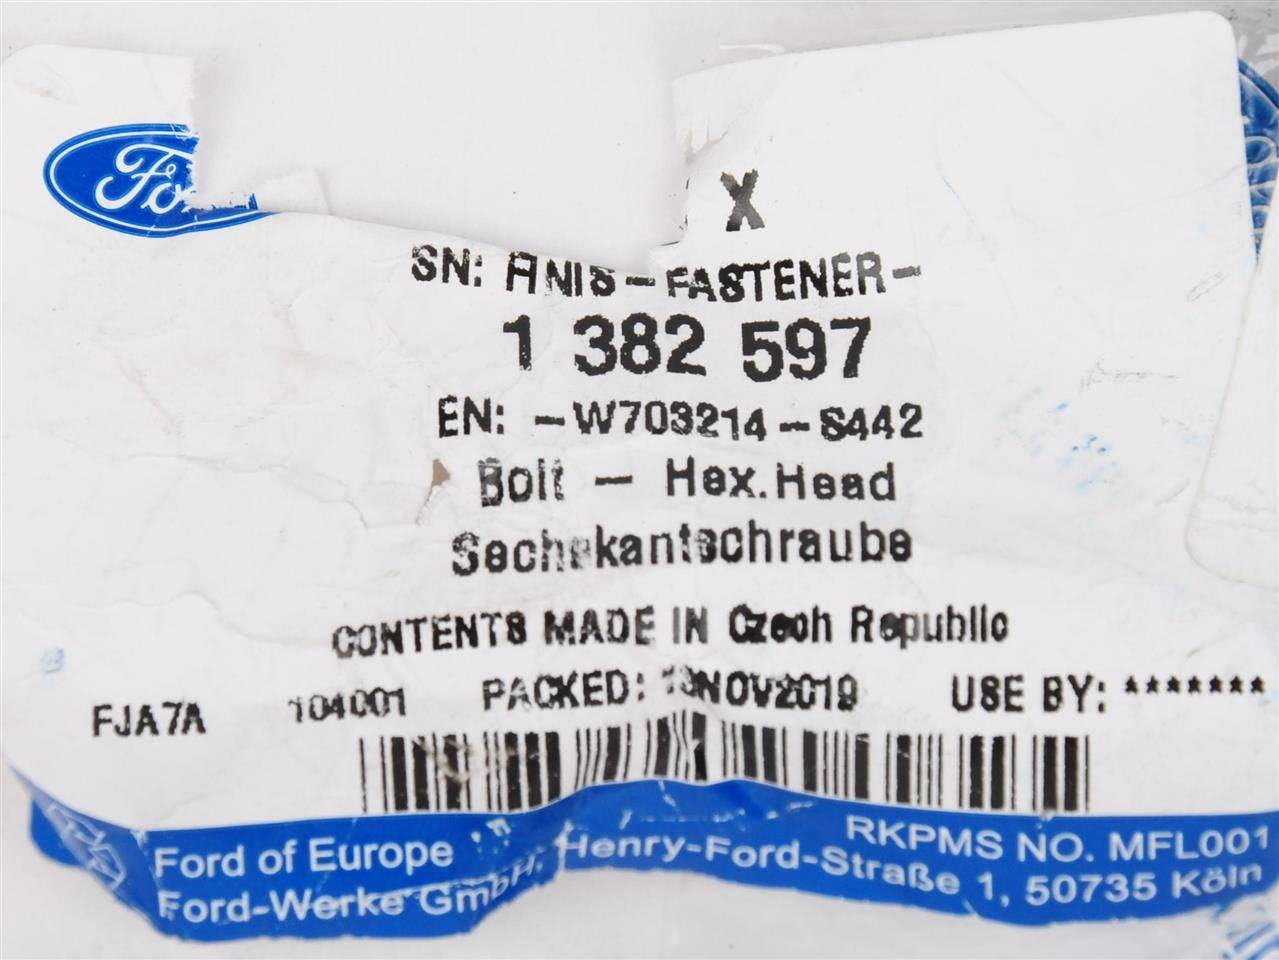 Ford
X
SN: FINIS-FASTENER-
1 382 597
EN: -W703214-S442
Bolt - Hex.Head
Sechskantschraube
CONTENTS MADE IN Czech Republic
FJA7A 104001 PACKED: 13NOV2019 USE BY: *******
RKPMS NO. MFL001
Ford of Europe
Ford-Werke GmbH, Henry-Ford-Straße 1, 50735 Köln